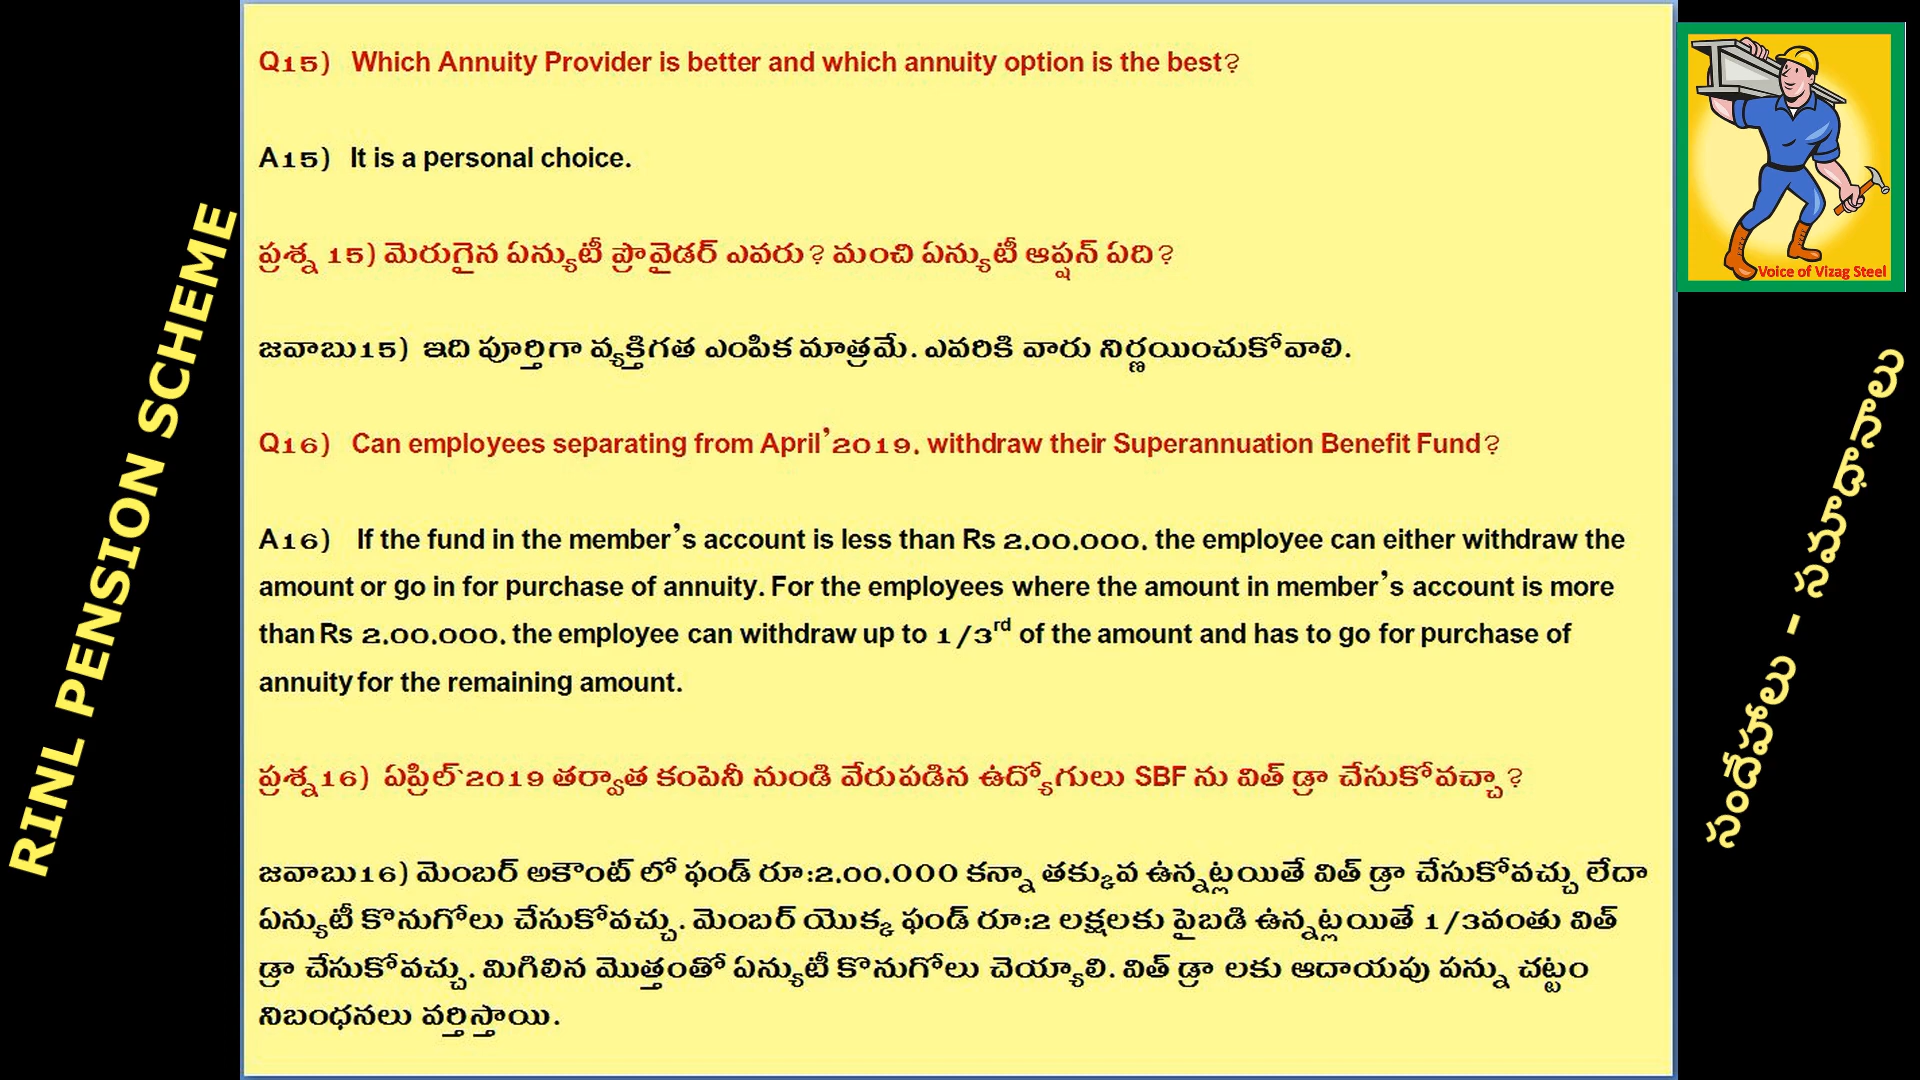 RINL PENSION SCHEME
Q15) Which Annuity Provider is better and which annuity option is the best?
A15) It is a personal choice.
ప్రశ్న 15) మెరుగైన ఏన్యుటీ ప్రొవైడర్ ఎవరు? మంచి ఏన్యుటీ ఆప్షన్ ఏది?
జవాబు15) ఇది పూర్తిగా వ్యక్తిగత ఎంపిక మాత్రమే. ఎవరికి వారు నిర్ణయించుకోవాలి.
Q16) Can employees separating from April’2019, withdraw their Superannuation Benefit Fund?
A16) If the fund in the member’s account is less than Rs 2,00,000, the employee can either withdraw the
amount or go in for purchase of annuity. For the employees where the amount in member’s account is more
than Rs 2,00,000, the employee can withdraw up to 1/3rd of the amount and has to go for purchase of
annuity for the remaining amount.
ప్రశ్న16) ఏప్రిల్`2019 తర్వాత కంపెనీ నుండి వేరుపడిన ఉద్యోగులు SBF ను విత్ డ్రా చేసుకోవచ్చా?
జవాబు16) మెంబర్ అకౌంట్ లో ఫండ్ రూ:2,00,000 కన్నా తక్కువ ఉన్నట్లయితే విత్ డ్రా చేసుకోవచ్చు లేదా
ఏన్యుటీ కొనుగోలు చేసుకోవచ్చు. మెంబర్ యొక్క ఫండ్ రూ:2 లక్షలకు పైబడి ఉన్నట్లయితే 1/3వంతు విత్
డ్రా చేసుకోవచ్చు. మిగిలిన మొత్తంతో ఏన్యుటీ కొనుగోలు చెయ్యాలి. విత్ డ్రా లకు ఆదాయపు పన్ను చట్టం
నిబంధనలు వర్తిస్తాయి.
Voice of Vizag Steel
సందేహాలు - సమాధానాలు